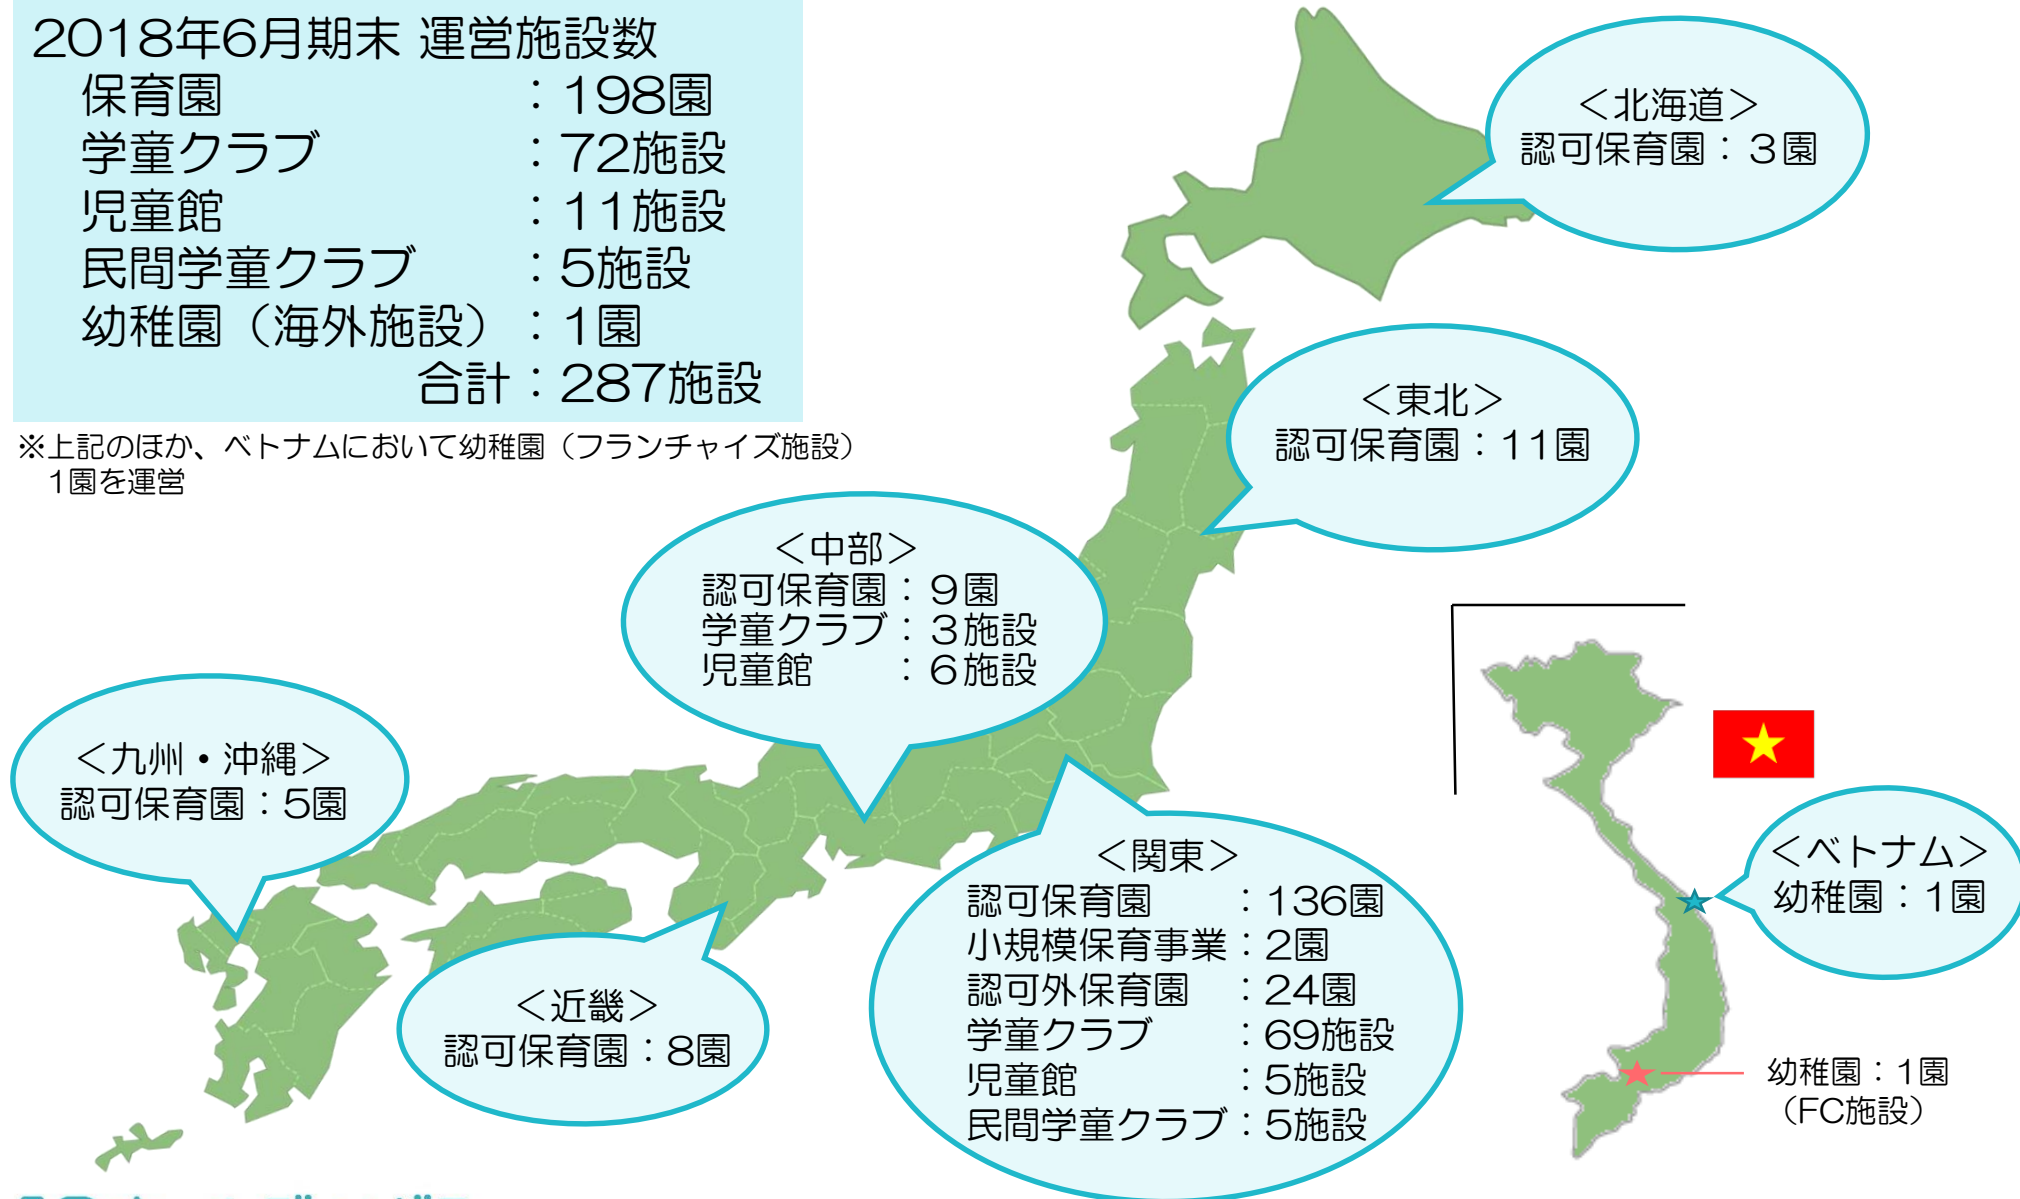 2018年6月期末 運営施設数
保育園 ：198園
学童クラブ ：72施設
児童館 ：11施設
民間学童クラブ ：5施設
幼稚園（海外施設）：1園
合計：287施設
※上記のほか、ベトナムにおいて幼稚園（フランチャイズ施設）
1園を運営
＜北海道＞
認可保育園：３園
＜東北＞
認可保育園：11園
＜中部＞
認可保育園：９園
学童クラブ：３施設
児童館 ：６施設
＜九州・沖縄＞
認可保育園：5園
＜近畿＞
認可保育園：8園
＜関東＞
認可保育園 ：136園
小規模保育事業：2園
認可外保育園 ：24園
学童クラブ ：69施設
児童館 ：5施設
民間学童クラブ：5施設
＜ベトナム＞
幼稚園：1園
幼稚園：1園
（FC施設）